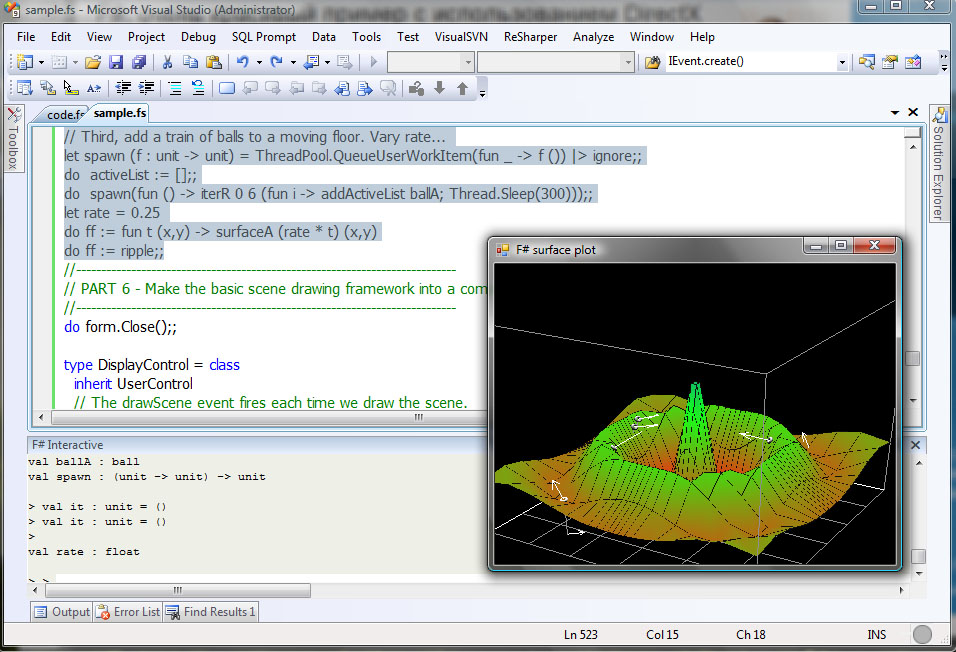 пример с использованием DirectX
sample.fs - Microsoft Visual Studio (Administrator)
File Edit View Project Debug SQL Prompt Data Tools Test VisualSVN ReSharper Analyze Window Help
IEvent.create()
code.fs sample.fs
Toolbox
Solution Explorer
// Third, add a train of balls to a moving floor. Vary rate...
let spawn (f : unit -> unit) = ThreadPool.QueueUserWorkItem(fun _ -> f ()) |> ignore;;
do  activeList := [];;
do  spawn(fun () -> iterR 0 6 (fun i -> addActiveList ballA; Thread.Sleep(300)));;
let rate = 0.25
do ff := fun t (x,y) -> surfaceA (rate * t) (x,y)
do ff := ripple;;
//---------------------------------------------------------------------------
// PART 6 - Make the basic scene drawing framework into a com
//---------------------------------------------------------------------------
do form.Close();;
type DisplayControl = class
inherit UserControl
// The drawScene event fires each time we draw the scene.
F# surface plot
F# Interactive
val ballA : ball
val spawn : (unit -> unit) -> unit
> val it : unit = ()
> val it : unit = ()
>
val rate : float
> >
Output Error List Find Results 1
Ln 523 Col 15 Ch 18 INS